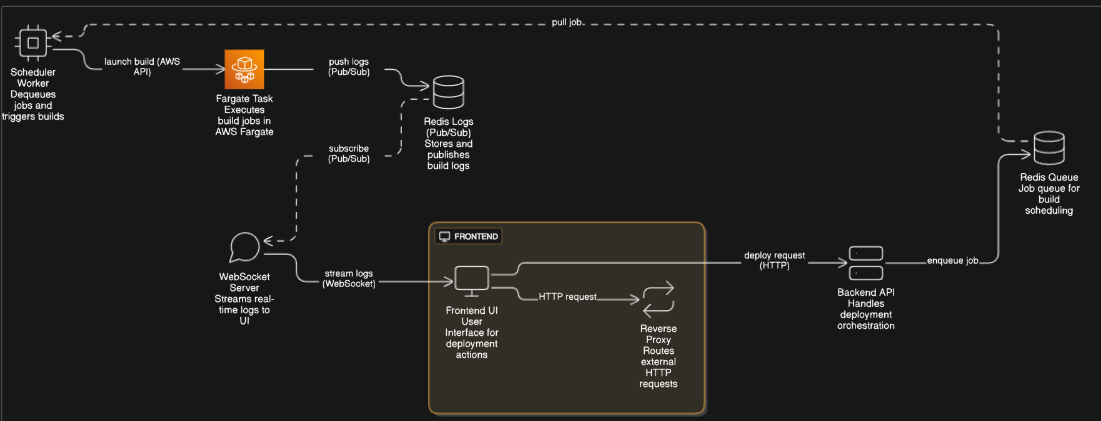 pull job
launch build (AWS
API)
push logs
(Pub/Sub)
Scheduler
Worker
Dequeues
jobs and
triggers builds
Fargate Task
Executes
build jobs in
AWS Fargate
Redis Logs
(Pub/Sub)
Stores and
publishes
build logs
subscribe
(Pub/Sub)
Redis Queue
Job queue for
build
scheduling
FRONTEND
WebSocket
Server
Streams real-
time logs to
UI
stream logs
(WebSocket)
Frontend UI
User
Interface for
deployment
actions
HTTP request
Reverse
Proxy
Routes
external
HTTP
requests
deploy request
(HTTP)
Backend API
Handles
deployment
orchestration
enqueue job